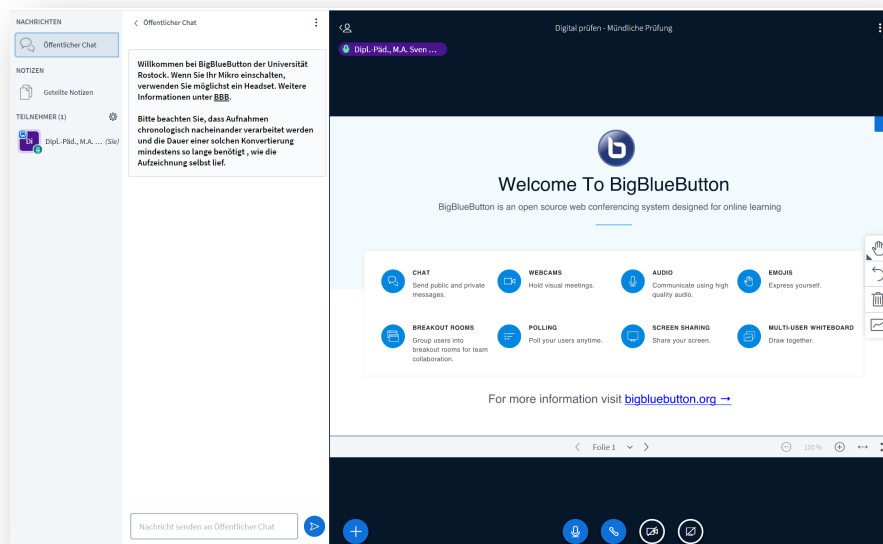 NACHRICHTEN
Öffentlicher Chat
NOTIZEN
Geteilte Notizen
TEILNEHMER (1)
Di
Dipl.-Päd., M.A. ... (Sie)
Öffentlicher Chat
Willkommen bei BigBlueButton der Universität
Rostock. Wenn Sie Ihr Mikro einschalten,
verwenden Sie möglichst ein Headset. Weitere
Informationen unter BBB.
Bitte beachten Sie, dass Aufnahmen
chronologisch nacheinander verarbeitet werden
und die Dauer einer solchen Konvertierung
mindestens so lange benötigt , wie die
Aufzeichnung selbst lief.
Nachricht senden an Öffentlicher Chat
Digital prüfen - Mündliche Prüfung
Dipl.-Päd., M.A. Sven ...
b
Welcome To BigBlueButton
BigBlueButton is an open source web conferencing system designed for online learning
CHAT
Send public and private
messages.
WEBCAMS
Hold visual meetings.
AUDIO
Communicate using high
quality audio.
EMOJIS
Express yourself.
BREAKOUT ROOMS
Group users into
breakout rooms for team
collaboration.
POLLING
Poll your users anytime.
SCREEN SHARING
Share your screen.
MULTI-USER WHITEBOARD
Draw together.
For more information visit bigbluebutton.org →
Folie 1
100 %